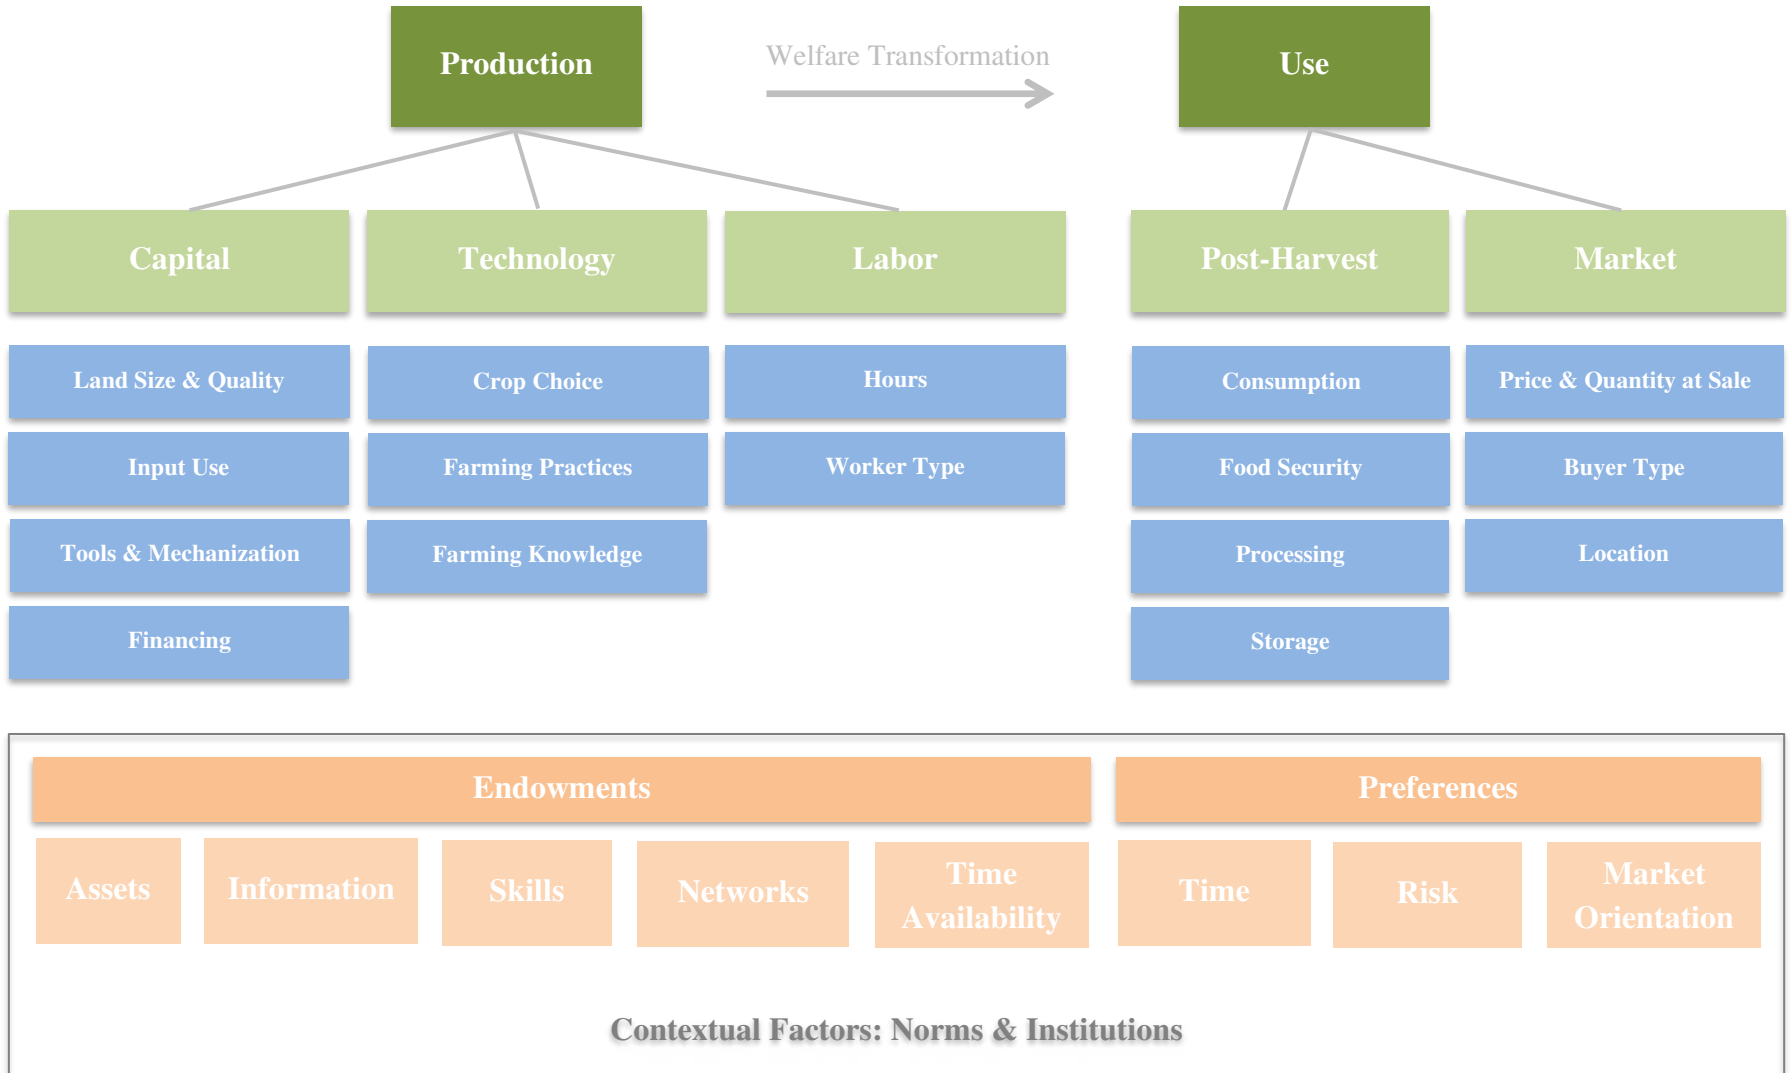 Production
Welfare Transformation
Use
Capital
Technology
Labor
Post-Harvest
Market
Land Size & Quality
Crop Choice
Hours
Consumption
Price & Quantity at Sale
Input Use
Farming Practices
Worker Type
Food Security
Buyer Type
Tools & Mechanization
Farming Knowledge
Processing
Location
Financing
Storage
Endowments
Preferences
Assets
Information
Skills
Networks
Time
Availability
Time
Risk
Market
Orientation
Contextual Factors: Norms & Institutions